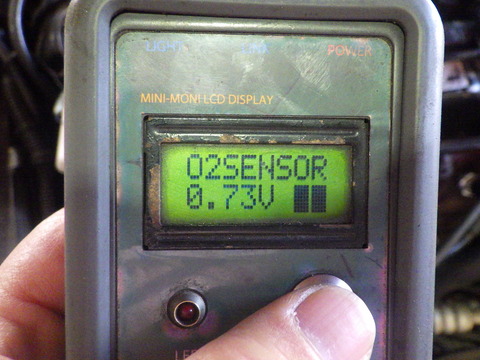 LIGHT POWER
MINI-MONI LCD DISPLAY
O2SENSOR
0.73V